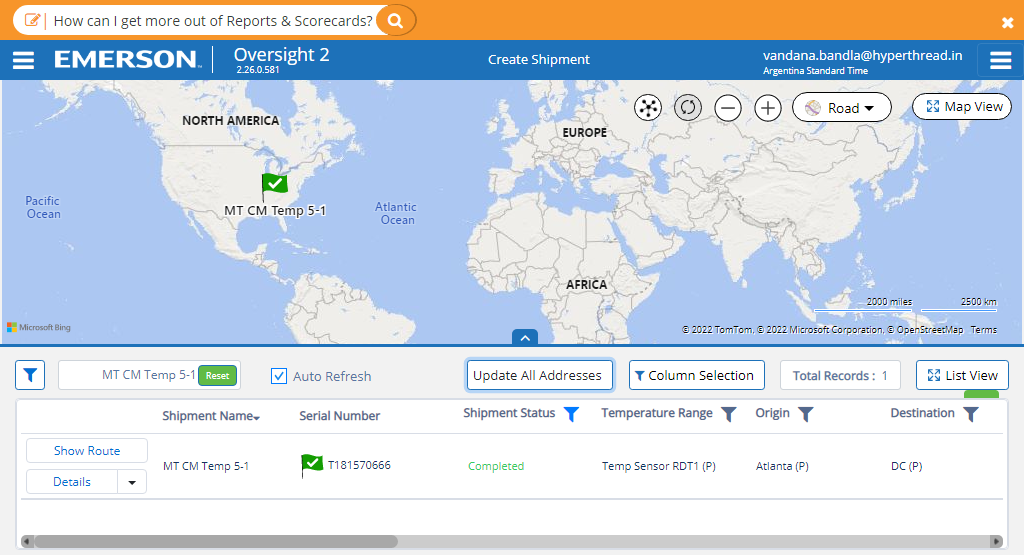 How can I get more out of Reports & Scorecards?
EMERSON
Oversight 2
2.26.0.581
Create Shipment
vandana.bandla@hyperthread.in
Argentina Standard Time
NORTH AMERICA
EUROPE
Road
Map View
Pacific
Ocean
Atlantic
Ocean
MT CM Temp 5-1
AFRICA
2000 miles
2500 km
Microsoft Bing
© 2022 TomTom, © 2022 Microsoft Corporation, © OpenStreetMap Terms
MT CM Temp 5-1
Reset
Auto Refresh
Update All Addresses
Column Selection
Total Records : 1
List View
Shipment Name
Serial Number
Shipment Status
Temperature Range
Origin
Destination
Show Route
Details
MT CM Temp 5-1
T181570666
Completed
Temp Sensor RDT1 (P)
Atlanta (P)
DC (P)